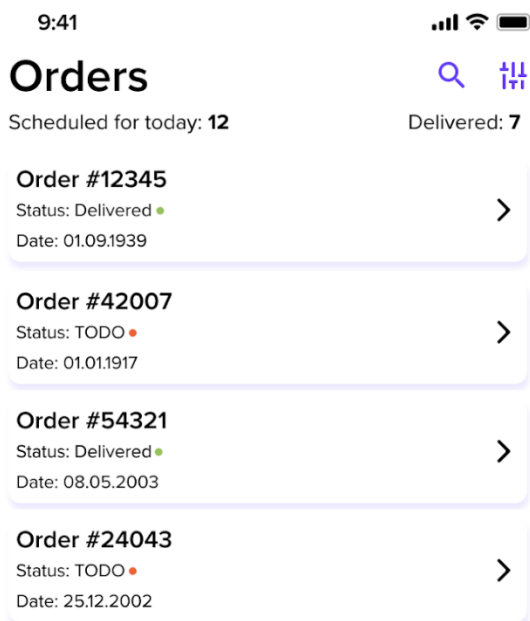 9:41
Orders
Scheduled for today: 12 Delivered: 7
Order #12345
Status: Delivered
Date: 01.09.1939
Order #42007
Status: TODO
Date: 01.01.1917
Order #54321
Status: Delivered
Date: 08.05.2003
Order #24043
Status: TODO
Date: 25.12.2002